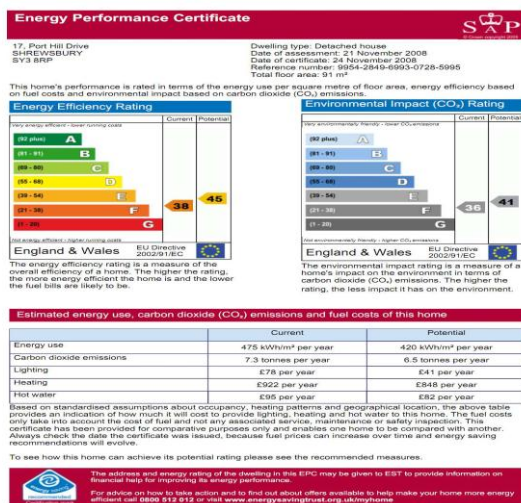 Energy Performance Certificate
SAP
17, Port Hill Drive
SHREWSBURY
SY3 8RP
Dwelling type: Detached house
Date of assessment: 21 November 2008
Date of certificate: 24 November 2008
Reference number: 9954-2849-6993-0728-5995
Total floor area: 91 m²
This home's performance is rated in terms of the energy use per square metre of floor area, energy efficiency based
on fuel costs and environmental impact based on carbon dioxide (CO₂) emissions.
Energy Efficiency Rating
Current Potential
Very energy efficient - lower running costs
(92 plus) A
(81 - 91) B
(69 - 80) C
(55 - 68) D
(39 - 54) E
(21 - 38) F
(1 - 20) G
38
45
Not energy efficient - higher running costs
England & Wales
EU Directive
2002/91/EC
The energy efficiency rating is a measure of the
overall efficiency of a home. The higher the rating,
the more energy efficient the home is and the lower
the fuel bills are likely to be.
Environmental Impact (CO₂) Rating
Current Potential
Very environmentally friendly - lower CO₂ emissions
(92 plus) A
(81 - 91) B
(69 - 80) C
(55 - 68) D
(39 - 54) E
(21 - 38) F
(1 - 20) G
36
41
Not environmentally friendly - higher CO₂ emissions
England & Wales
EU Directive
2002/91/EC
The environmental impact rating is a measure of a
home's impact on the environment in terms of
carbon dioxide (CO₂) emissions. The higher the
rating, the less impact it has on the environment.
Estimated energy use, carbon dioxide (CO₂) emissions and fuel costs of this home
Current Potential
Energy use 475 kWh/m² per year 420 kWh/m² per year
Carbon dioxide emissions 7.3 tonnes per year 6.5 tonnes per year
Lighting £78 per year £41 per year
Heating £922 per year £848 per year
Hot water £95 per year £82 per year
Based on standardised assumptions about occupancy, heating patterns and geographical location, the above table
provides an indication of how much it will cost to provide lighting, heating and hot water to this home. The fuel costs
only take into account the cost of fuel and not any associated service, maintenance or safety inspection. This
certificate has been provided for comparative purposes only and enables one home to be compared with another.
Always check the date the certificate was issued, because fuel prices can increase over time and energy saving
recommendations will evolve.
To see how this home can achieve its potential rating please see the recommended measures.
The address and energy rating of the dwelling in this EPC may be given to EST to provide information on
financial help for improving its energy performance.
For advice on how to take action and to find out about offers available to help make your home more energy
efficient call 0800 512 012 or visit www.energysavingtrust.org.uk/myhome